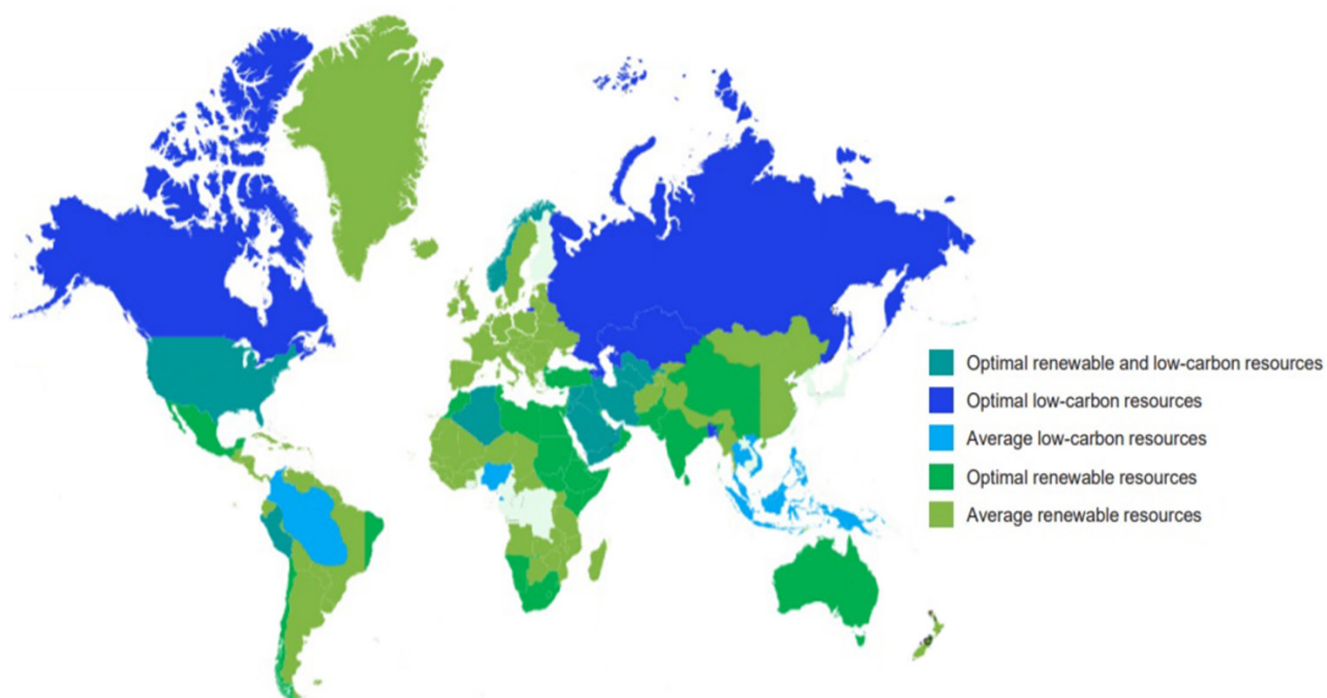 Optimal renewable and low-carbon resources
Optimal low-carbon resources
Average low-carbon resources
Optimal renewable resources
Average renewable resources